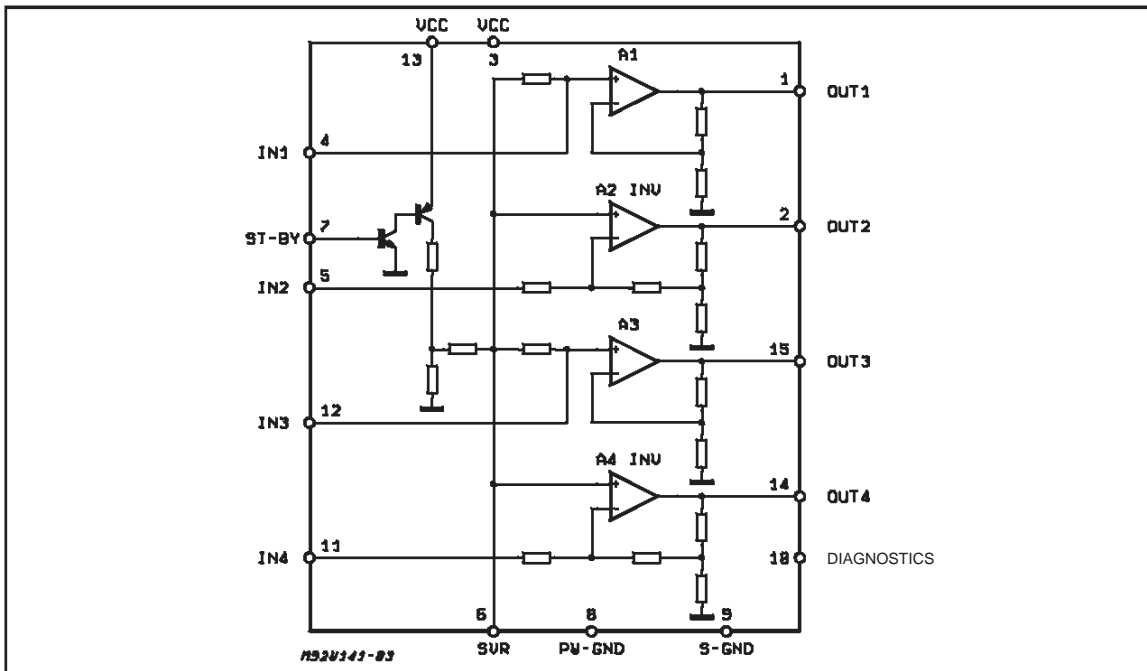 VCC VCC
13 3
A1
+
-
1 OUT1
IN1 4
A2 INV
+
-
2 OUT2
ST-BY 7
IN2 5
A3
+
-
15 OUT3
IN3 12
A4 INV
+
-
14 OUT4
IN4 11
10 DIAGNOSTICS
6 8 9
SVR PW-GND S-GND
M92W141-03